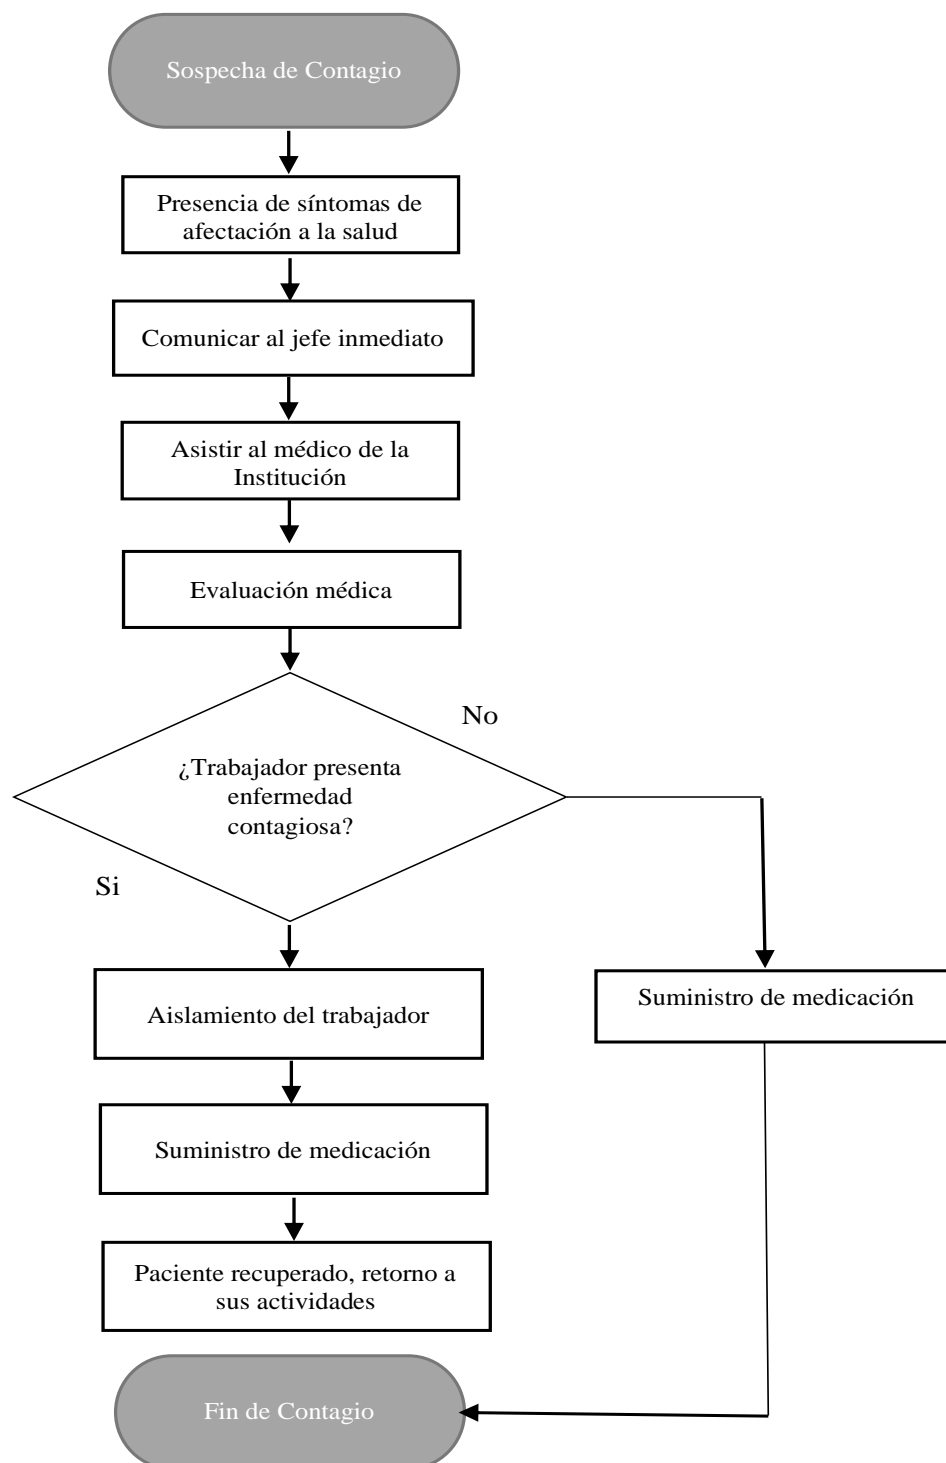 Sospecha de Contagio
Presencia de síntomas de
afectación a la salud
Comunicar al jefe inmediato
Asistir al médico de la
Institución
Evaluación médica
No
¿Trabajador presenta
enfermedad
contagiosa?
Si
Aislamiento del trabajador
Suministro de medicación
Suministro de medicación
Paciente recuperado, retorno a
sus actividades
Fin de Contagio